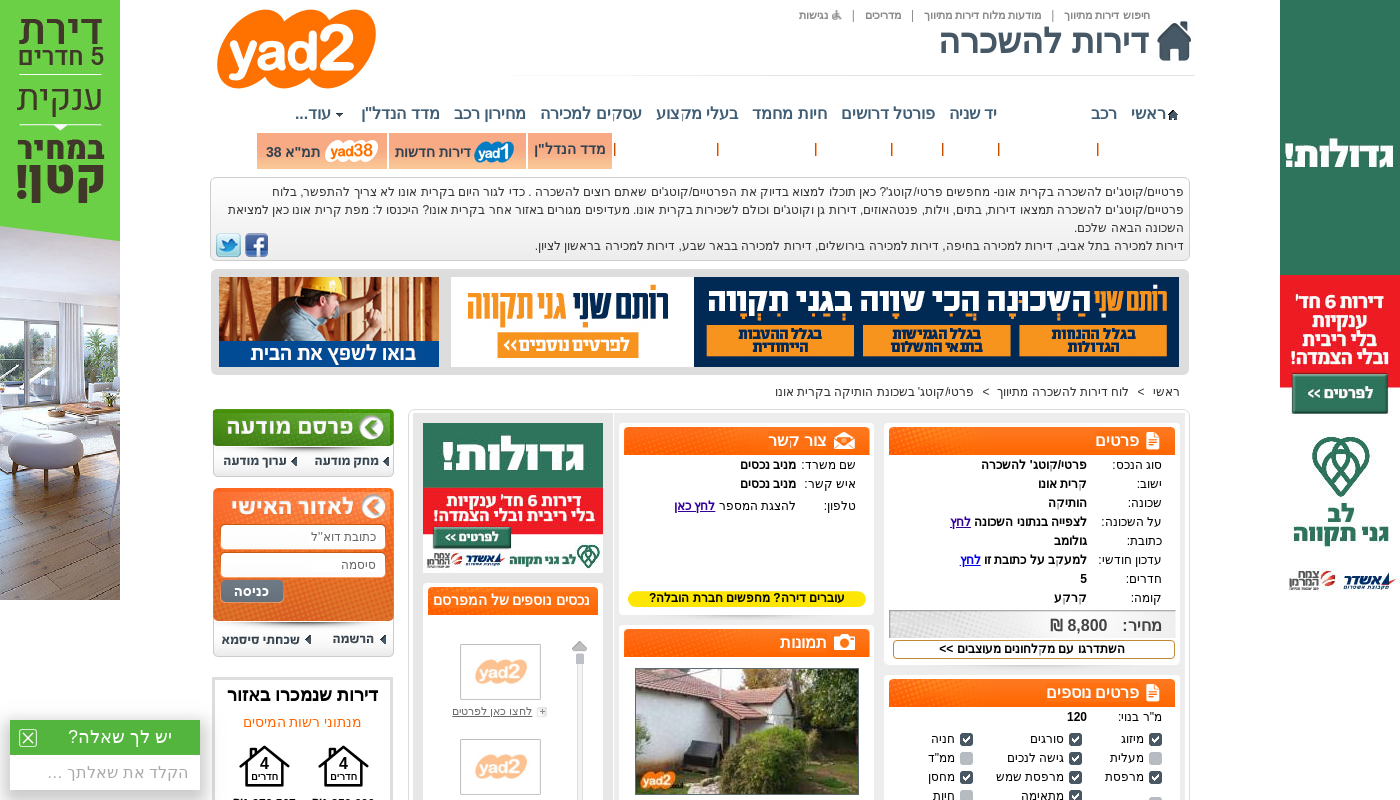 חיפוש דירות מתיווך | מודעות מלוח דירות מתיווך | מדריכים | נגישות
דירות להשכרה
yad2
ראשי רכב יד שניה פורטל דרושים חיות מחמד בעלי מקצוע עסקים למכירה מחירון רכב מדד הנדל"ן עוד...
מדד הנדל"ן
yad1 דירות חדשות
yad38 תמ"א 38
פרטיים/קוטג'ים להשכרה בקרית אונו- מחפשים פרטי/קוטג'? כאן תוכלו למצוא בדיוק את הפרטיים/קוטג'ים שאתם רוצים להשכרה . כדי לגור היום בקרית אונו לא צריך להתפשר, בלוח
פרטיים/קוטג'ים להשכרה תמצאו דירות, בתים, וילות, פנטהאוזים, דירות גן וקוטג'ים וכולם לשכירות בקרית אונו. מעדיפים מגורים באזור אחר בקרית אונו? היכנסו ל: מפת קרית אונו כאן למציאת
השכונה הבאה שלכם.
דירות למכירה בתל אביב, דירות למכירה בחיפה, דירות למכירה בירושלים, דירות למכירה בבאר שבע, דירות למכירה בראשון לציון.
רוֹתם שני השכונה הכי שווה בגני תקווה
בגלל ההנחות
הגדולות
בגלל הגמישות
בתנאי התשלום
בגלל ההטבות
הייחודיות
רוֹתם שני גני תקווה
לפרטים נוספים>>
בואו לשפץ את הבית
ראשי > לוח דירות להשכרה מתיווך > פרטי/קוטג' בשכונת הותיקה בקרית אונו
פרטים
סוג הנכס: פרטי/קוטג' להשכרה
ישוב: קרית אונו
שכונה: הותיקה
על השכונה: לצפייה בנתוני השכונה לחץ
כתובת: גולומב
עדכון חודשי: למעקב על כתובת זו לחץ
חדרים: 5
קומה: קרקע
מחיר: 8,800 ₪
השתדרגו עם מקלחונים מעוצבים >>
פרטים נוספים
מ"ר בנוי: 120
מיזוג סורגים חניה
מעלית גישה לנכים ממ"ד
מרפסת מרפסת שמש מחסן
מתאימה חיות
צור קשר
שם משרד: מניב נכסים
איש קשר: מניב נכסים
טלפון: להצגת המספר לחץ כאן
עוברים דירה? מחפשים חברת הובלה?
תמונות
yad2
גדולות!
דירות 6 חד' ענקיות
בלי ריבית ובלי הצמדה!
לפרטים >>
לב גני תקווה אשדר צמח המרמן
נכסים נוספים של המפרסם
yad2
לחצו כאן לפרטים
yad2
פרסם מודעה
מחק מודעה ערוך מודעה
לאזור האישי
כתובת דוא"ל
סיסמה
כניסה
הרשמה שכחתי סיסמא
דירות שנמכרו באזור
מנתוני רשות המיסים
4
חדרים
4
חדרים
יש לך שאלה?
הקלד את שאלתך ...
דירת
5 חדרים
ענקית
במחיר
קטן!
גדולות!
דירות 6 חד'
ענקיות
בלי ריבית
ובלי הצמדה!
לפרטים >>
לב
גני תקווה
אשדר צמח המרמן